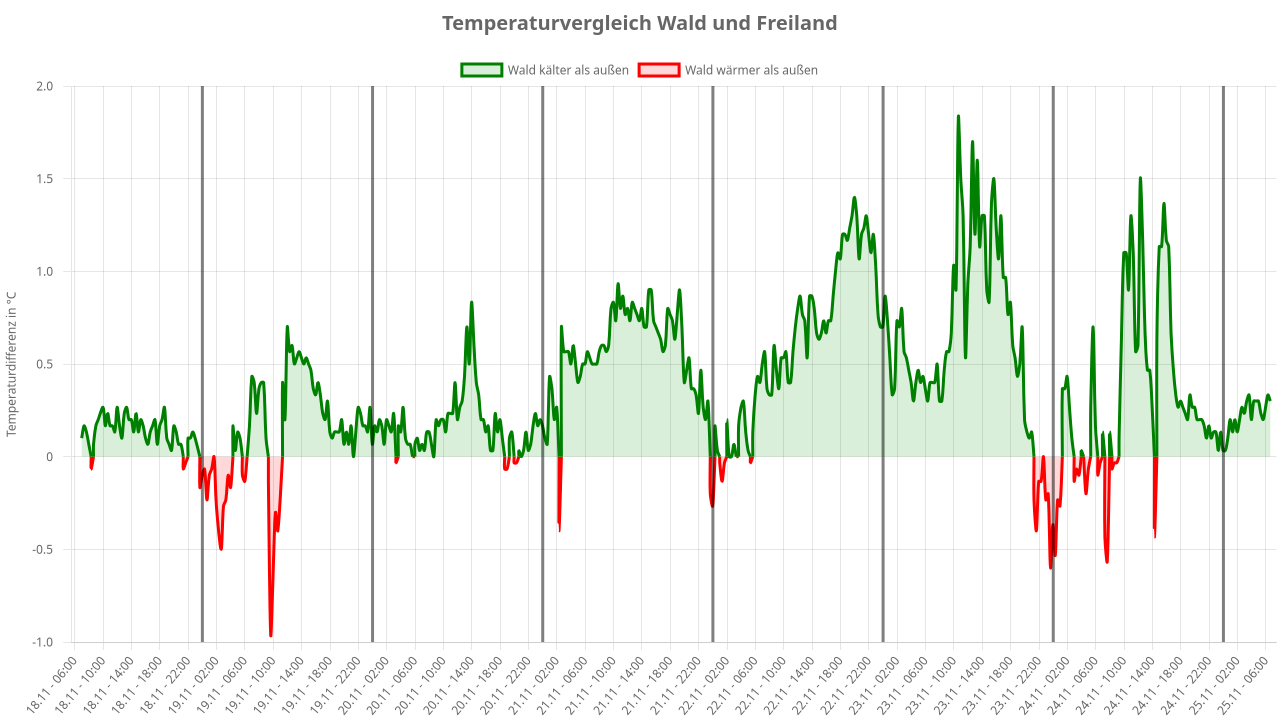 Temperaturvergleich Wald und Freiland
Wald kälter als außen
Wald wärmer als außen
Temperaturdifferenz in °C
2.0
1.5
1.0
0.5
0
-0.5
-1.0
18.11 - 06:00
18.11 - 10:00
18.11 - 14:00
18.11 - 18:00
18.11 - 22:00
19.11 - 02:00
19.11 - 06:00
19.11 - 10:00
19.11 - 14:00
19.11 - 18:00
19.11 - 22:00
20.11 - 02:00
20.11 - 06:00
20.11 - 10:00
20.11 - 14:00
20.11 - 18:00
20.11 - 22:00
21.11 - 02:00
21.11 - 06:00
21.11 - 10:00
21.11 - 14:00
21.11 - 18:00
21.11 - 22:00
22.11 - 02:00
22.11 - 06:00
22.11 - 10:00
22.11 - 14:00
22.11 - 18:00
22.11 - 22:00
23.11 - 02:00
23.11 - 06:00
23.11 - 10:00
23.11 - 14:00
23.11 - 18:00
23.11 - 22:00
24.11 - 02:00
24.11 - 06:00
24.11 - 10:00
24.11 - 14:00
24.11 - 18:00
24.11 - 22:00
25.11 - 02:00
25.11 - 06:00